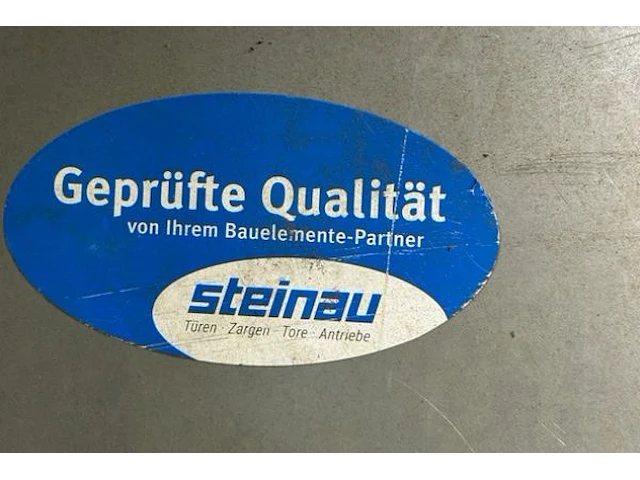 Geprüfte Qualität
von Ihrem Bauelemente-Partner
steinau
Türen · Zargen · Tore · Antriebe